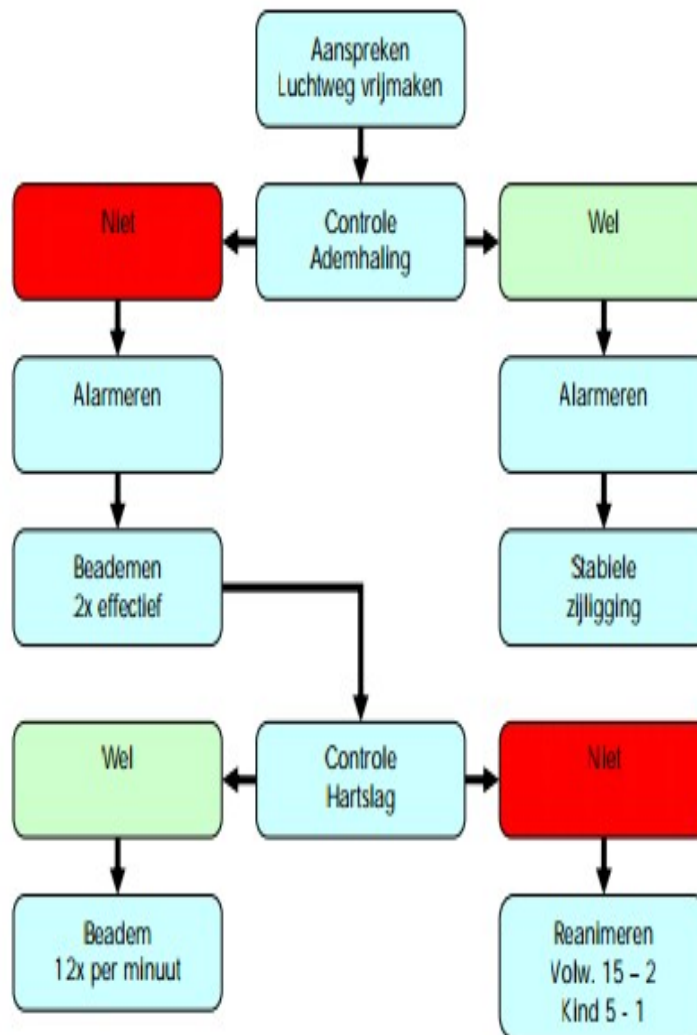 Aanspreken
Luchtweg vrijmaken
Niet
Controle
Ademhaling
Wel
Alarmeren
Alarmeren
Beademen
2x effectief
Stabiele
zijligging
Wel
Controle
Hartslag
Niet
Beadem
12x per minuut
Reanimeren
Volw. 15 – 2
Kind 5 - 1